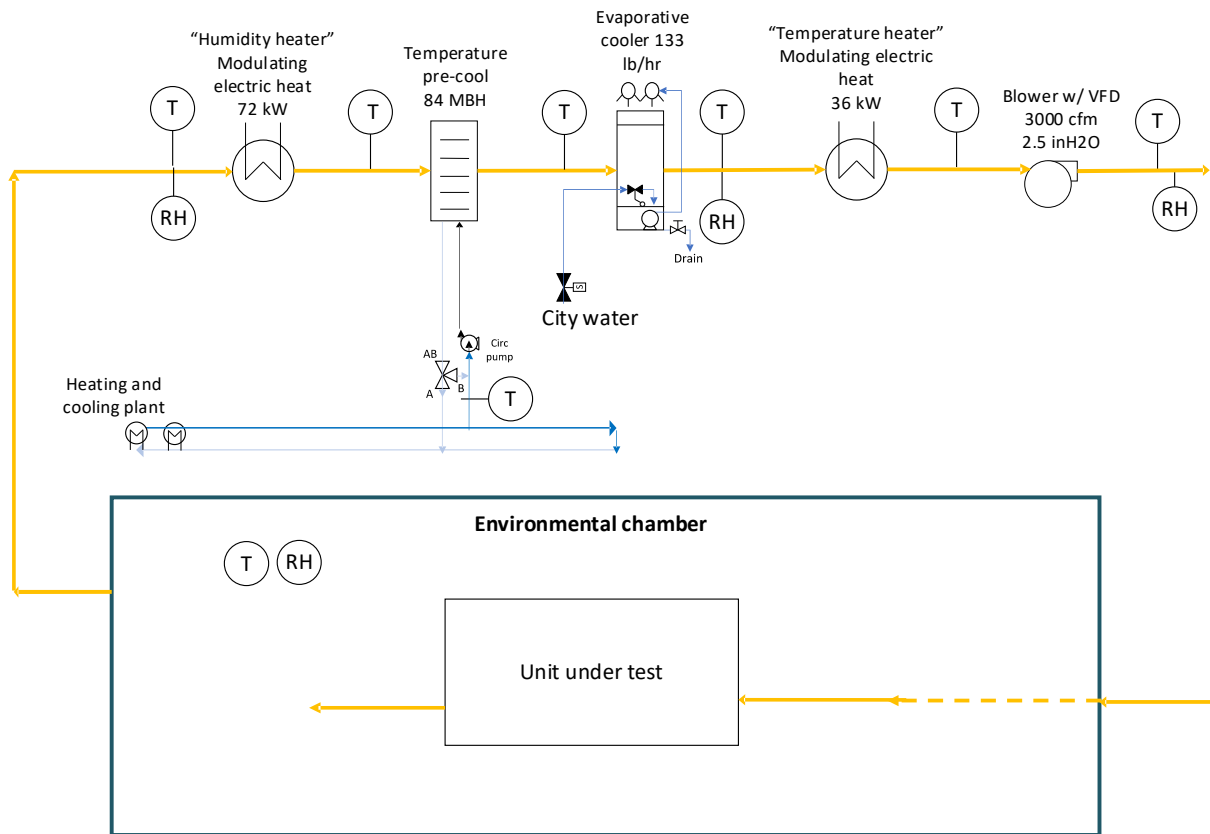 “Humidity heater”
Modulating
electric heat
72 kW
Temperature
pre-cool
84 MBH
Evaporative
cooler 133
lb/hr
“Temperature heater”
Modulating electric
heat
36 kW
Blower w/ VFD
3000 cfm
2.5 inH2O
T
T
T
T
T
T
RH
RH
RH
Drain
S
City water
Circ
pump
AB
A
B
T
Heating and
cooling plant
Environmental chamber
T
RH
Unit under test